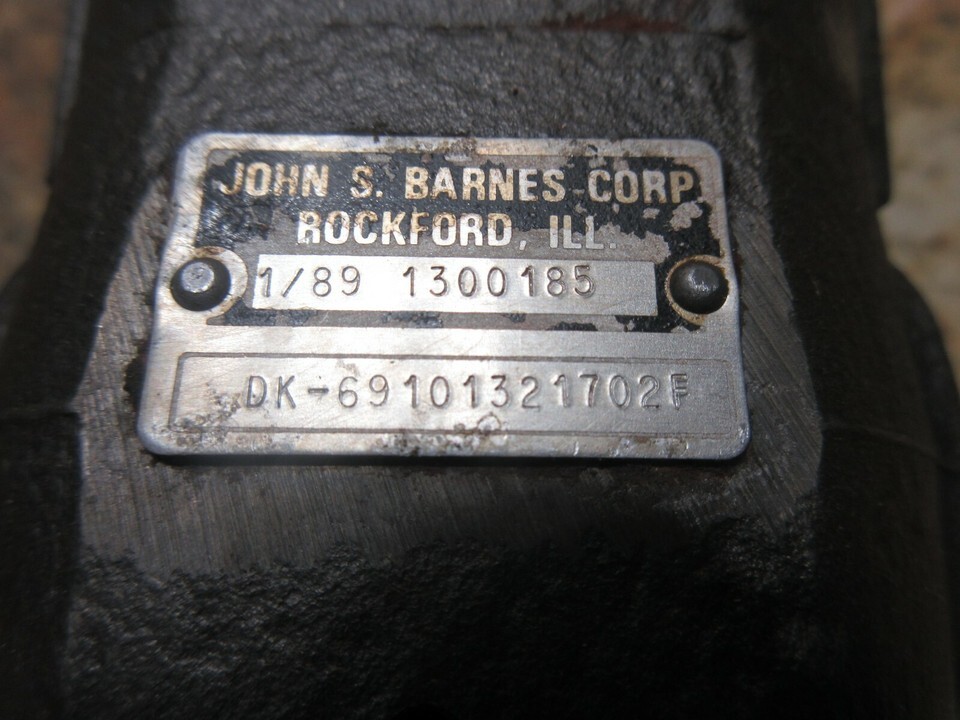 JOHN S. BARNES CORP.
ROCKFORD, ILL.
1/89 1300185
DK-69101321702F